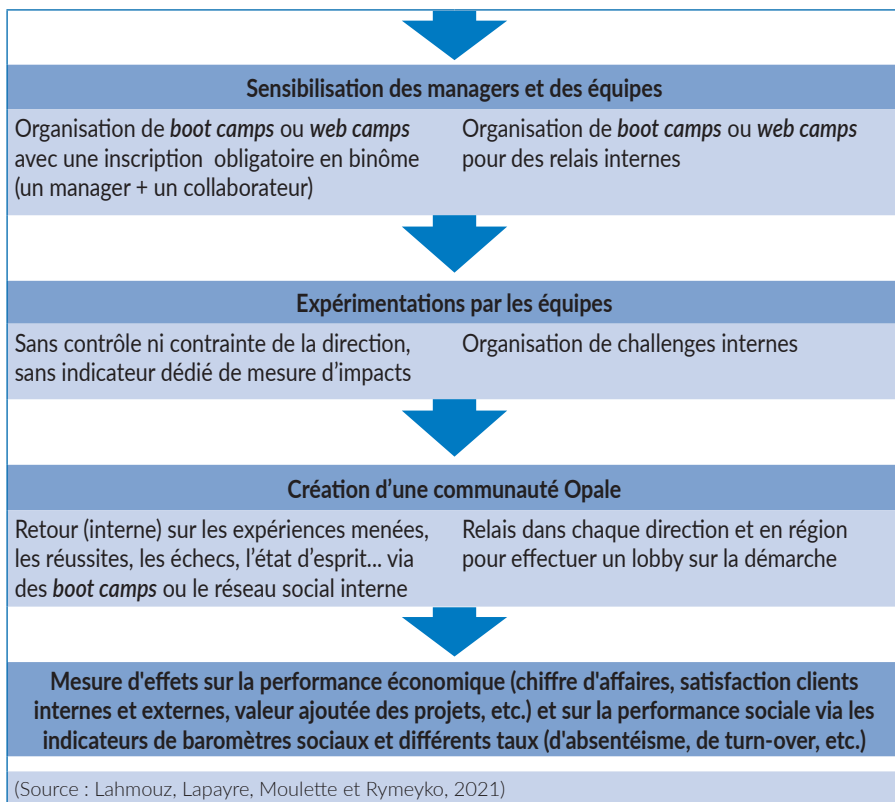 Sensibilisation des managers et des équipes
Organisation de boot camps ou web camps
avec une inscription obligatoire en binôme
(un manager + un collaborateur)
Organisation de boot camps ou web camps
pour des relais internes
Expérimentations par les équipes
Sans contrôle ni contrainte de la direction,
sans indicateur dédié de mesure d’impacts
Organisation de challenges internes
Création d’une communauté Opale
Retour (interne) sur les expériences menées,
les réussites, les échecs, l’état d’esprit... via
des boot camps ou le réseau social interne
Relais dans chaque direction et en région
pour effectuer un lobby sur la démarche
Mesure d'effets sur la performance économique (chiffre d'affaires, satisfaction clients
internes et externes, valeur ajoutée des projets, etc.) et sur la performance sociale via les
indicateurs de baromètres sociaux et différents taux (d'absentéisme, de turn-over, etc.)
(Source : Lahmouz, Lapayre, Moulette et Rymeyko, 2021)